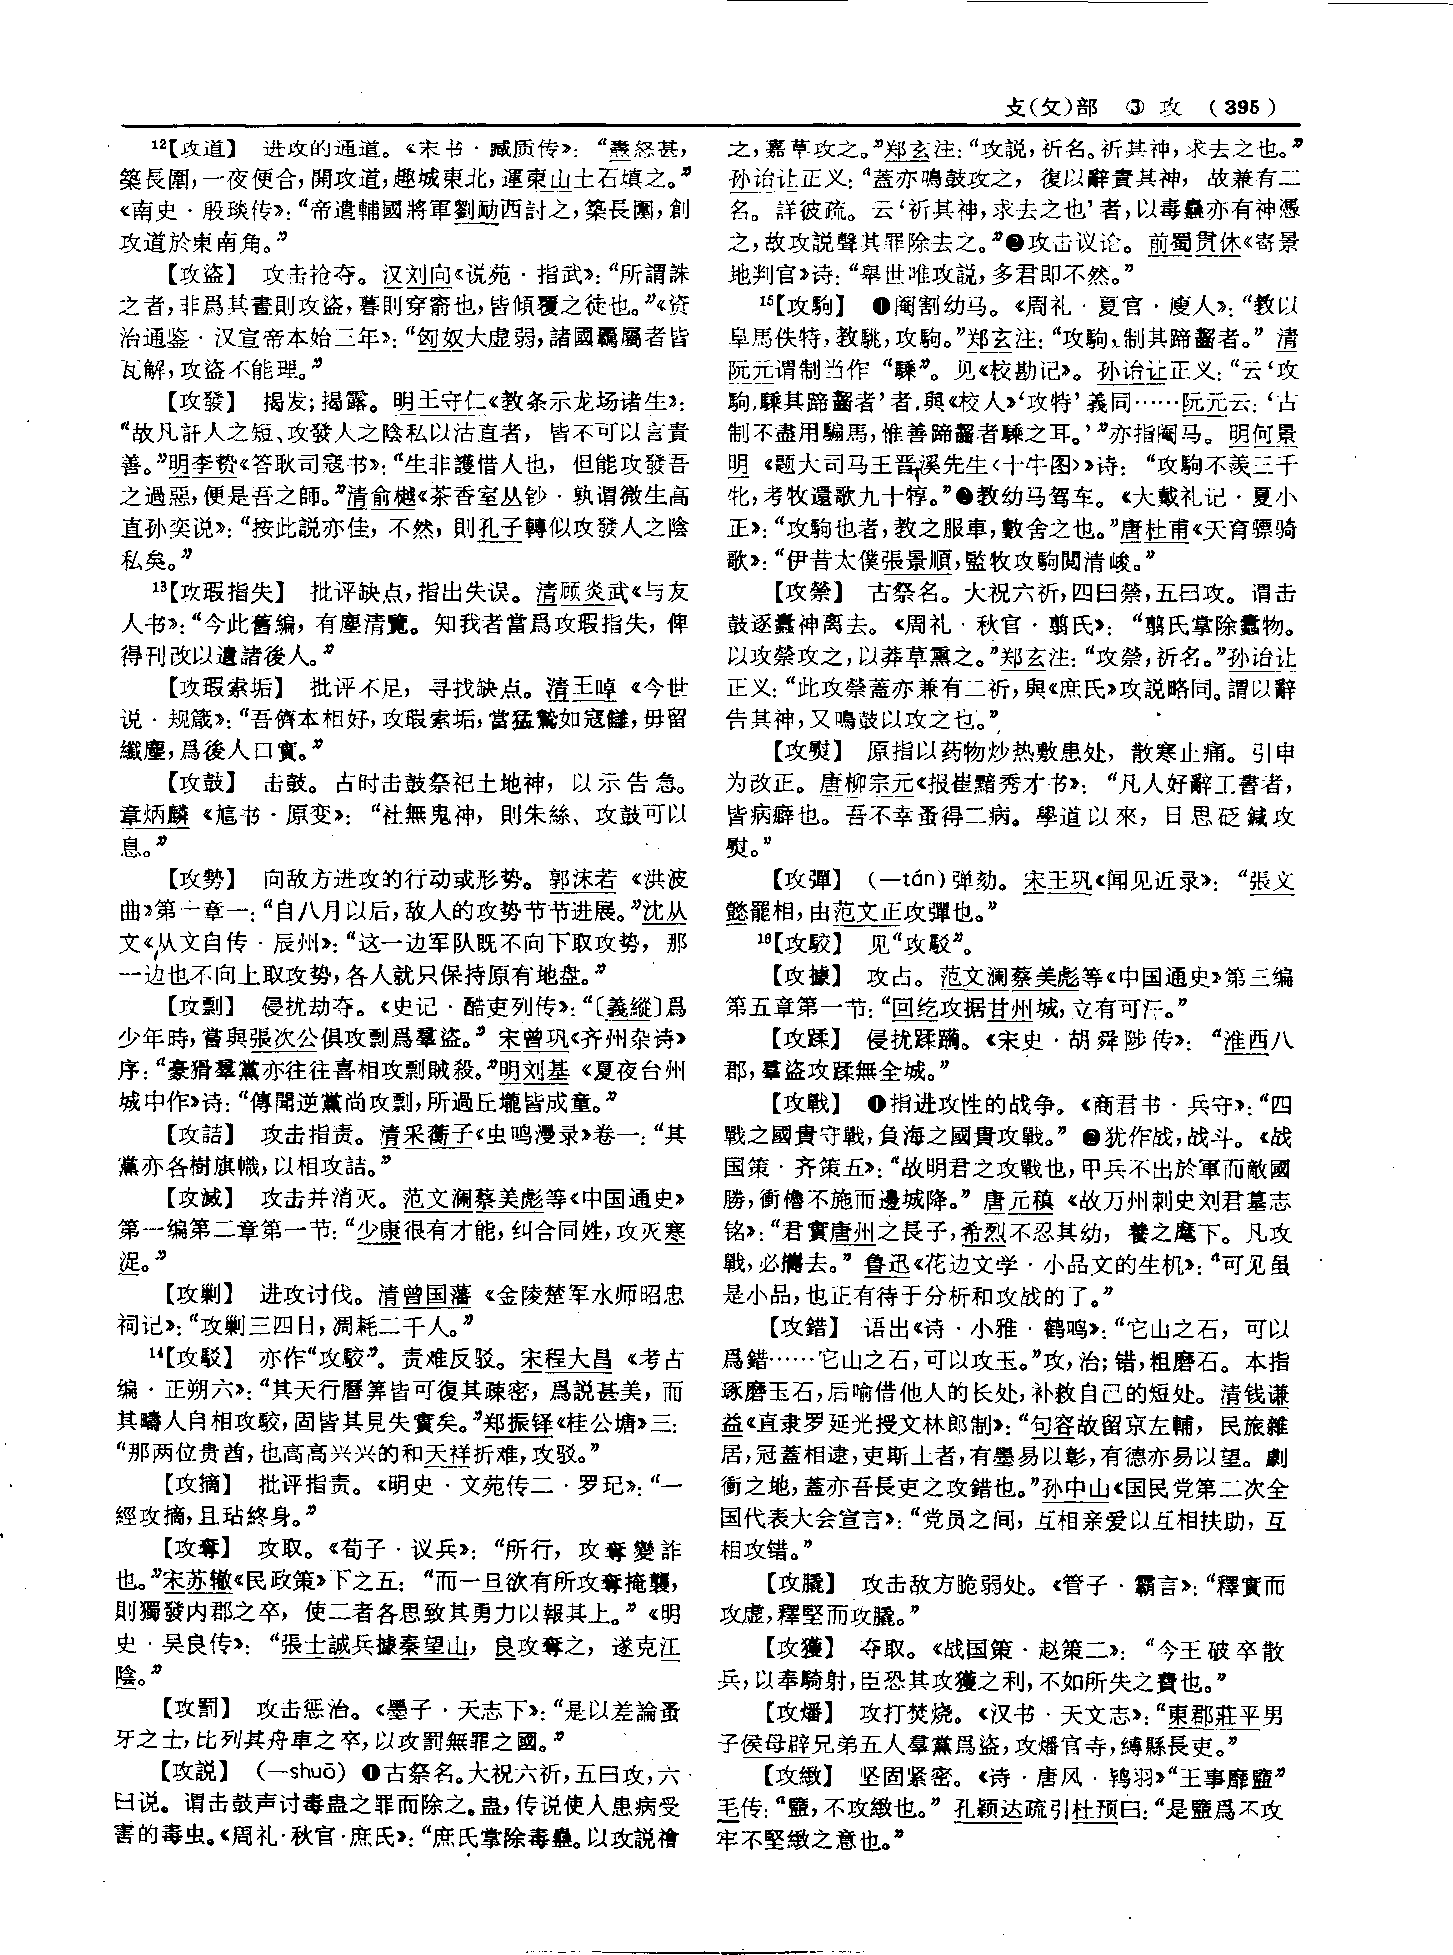 攴(攵)部　③ 攻　(395)
¹²【攻道】　进攻的通道。《宋书·臧质传》：“燾怒甚，
築長圍，一夜便合，開攻道，趣城東北，運東山土石填之。”
《南史·殷琰传》：“帝遣輔國將軍劉勔西討之，築長圍，創
攻道於東南角。”
【攻盜】　攻击抢夺。汉刘向《说苑·指武》：“所謂誅
之者，非爲其晝則攻盜，暮則穿窬也，皆傾覆之徒也。”《资
治通鉴·汉宣帝本始三年》：“匈奴大虚弱，諸國羈屬者皆
瓦解，攻盜不能理。”
【攻發】　揭发；揭露。明王守仁《教条示龙场诸生》：
“故凡訐人之短、攻發人之陰私以沽直者，皆不可以言責
善。”明李贽《答耿司寇书》：“生非護惜人也，但能攻發吾
之過惡，便是吾之師。”清俞樾《茶香室丛钞·孰谓微生高
直孙奕说》：“按此説亦佳，不然，則孔子轉似攻發人之陰
私矣。”
¹³【攻瑕指失】　批评缺点，指出失误。清顾炎武《与友
人书》：“今此舊編，有塵清覽。知我者當爲攻瑕指失，俾
得刊改以遺諸後人。”
【攻瑕索垢】　批评不足，寻找缺点。清王晫《今世
说·规箴》：“吾儕本相好，攻瑕索垢，當猛鷙如寇讎，毋留
纖塵，爲後人口實。”
【攻鼓】　击鼓。古时击鼓祭祀土地神，以示告急。
章炳麟《訄书·原变》：“社無鬼神，則朱絲、攻鼓可以
息。”
【攻勢】　向敌方进攻的行动或形势。郭沫若《洪波
曲》第一章一：“自八月以后，敌人的攻势节节进展。”沈从
文《从文自传·辰州》：“这一边军队既不向下取攻势，那
一边也不向上取攻势，各人就只保持原有地盘。”
【攻剽】　侵扰劫夺。《史记·酷吏列传》：“〔義縱〕爲
少年時，嘗與張次公俱攻剽爲羣盜。”宋曾巩《齐州杂诗》
序：“豪猾羣黨亦往往喜相攻剽賊殺。”明刘基《夏夜台州
城中作》诗：“傳聞逆黨尚攻剽，所過丘壠皆成童。”
【攻詰】　攻击指责。清采蘅子《虫鸣漫录》卷一：“其
黨亦各樹旗幟，以相攻詰。”
【攻滅】　攻击并消灭。范文澜蔡美彪等《中国通史》
第一编第二章第一节：“少康很有才能，纠合同姓，攻灭寒
浞。”
【攻剿】　进攻讨伐。清曾国藩《金陵楚军水师昭忠
祠记》：“攻剿三四日，凋耗二千人。”
¹⁴【攻駁】　亦作“攻駮”。责难反驳。宋程大昌《考古
编·正朔六》：“其天行曆筭皆可復其疎密，爲説甚美，而
其疇人自相攻駮，固皆其見失實矣。”郑振铎《桂公塘》三：
“那两位贵酋，也高高兴兴的和天祥折难，攻驳。”
【攻摘】　批评指责。《明史·文苑传二·罗玘》：“一
經攻摘，且玷終身。”
【攻奪】　攻取。《荀子·议兵》：“所行，攻奪變詐
也。”宋苏辙《民政策》下之五：“而一旦欲有所攻奪掩襲，
則獨發内郡之卒，使二者各思致其勇力以報其上。”《明
史·吴良传》：“張士誠兵據秦望山，良攻奪之，遂克江
陰。”
【攻罰】　攻击惩治。《墨子·天志下》：“是以差論蚤
牙之士，比列其舟車之卒，以攻罰無罪之國。”
【攻説】　(—shuō)　❶古祭名。大祝六祈，五曰攻，六
曰说。谓击鼓声讨毒蛊之罪而除之。蛊，传说使人患病受
害的毒虫。《周礼·秋官·庶氏》：“庶氏掌除毒蠱。以攻説禬
之，嘉草攻之。”郑玄注：“攻説，祈名。祈其神，求去之也。”
孙诒让正义：“蓋亦鳴鼓攻之，復以辭責其神，故兼有二
名。詳彼疏。云‘祈其神，求去之也’者，以毒蠱亦有神憑
之，故攻説聲其罪除去之。”❷攻击议论。前蜀贯休《寄景
地判官》诗：“舉世唯攻説，多君即不然。”
¹⁵【攻駒】　❶阉割幼马。《周礼·夏官·廋人》：“教以
阜馬佚特，教駣，攻駒。”郑玄注：“攻駒，制其蹄齧者。”清
阮元谓制当作“騬”。见《校勘记》。孙诒让正义：“云‘攻
駒，騬其蹄齧者’者，與《校人》‘攻特’義同……阮元云：‘古
制不盡用騸馬，惟善蹄齧者騬之耳。’”亦指阉马。明何景
明《题大司马王晋溪先生〈十牛图〉》诗：“攻駒不羨三千
牝，考牧還歌九十犉。”❷教幼马驾车。《大戴礼记·夏小
正》：“攻駒也者，教之服車，數舍之也。”唐杜甫《天育骠骑
歌》：“伊昔太僕張景順，監牧攻駒閲清峻。”
【攻禜】　古祭名。大祝六祈，四曰禜，五曰攻。谓击
鼓逐蠹神离去。《周礼·秋官·翦氏》：“翦氏掌除蠹物。
以攻禜攻之，以莽草熏之。”郑玄注：“攻禜，祈名。”孙诒让
正义：“此攻禜蓋亦兼有二祈，與《庶氏》攻説略同。謂以辭
告其神，又鳴鼓以攻之也。”
【攻熨】　原指以药物炒热敷患处，散寒止痛。引申
为改正。唐柳宗元《报崔黯秀才书》：“凡人好辭工書者，
皆病癖也。吾不幸蚤得二病。學道以來，日思砭鍼攻
熨。”
【攻彈】　(—tán)弹劾。宋王巩《闻见近录》：“張文
懿罷相，由范文正攻彈也。”
¹⁶【攻駮】　见“攻駁”。
【攻據】　攻占。范文澜蔡美彪等《中国通史》第三编
第五章第一节：“回纥攻据甘州城，立有可汗。”
【攻蹂】　侵扰蹂躏。《宋史·胡舜陟传》：“淮西八
郡，羣盜攻蹂無全城。”
【攻戰】　❶指进攻性的战争。《商君书·兵守》：“四
戰之國貴守戰，負海之國貴攻戰。”❷犹作战，战斗。《战
国策·齐策五》：“故明君之攻戰也，甲兵不出於軍而敵國
勝，衝櫓不施而邊城降。”唐元稹《故万州刺史刘君墓志
铭》：“君實唐州之長子，希烈不忍其幼，養之麾下。凡攻
戰，必擕去。”鲁迅《花边文学·小品文的生机》：“可见虽
是小品，也正有待于分析和攻战的了。”
【攻錯】　语出《诗·小雅·鹤鸣》：“它山之石，可以
爲錯……它山之石，可以攻玉。”攻，治；错，粗磨石。本指
琢磨玉石，后喻借他人的长处，补救自己的短处。清钱谦
益《直隶罗延光授文林郎制》：“句容故留京左輔，民旅雜
居，冠蓋相逮，吏斯土者，有墨易以彰，有德亦易以望。劇
衝之地，蓋亦吾長吏之攻錯也。”孙中山《国民党第二次全
国代表大会宣言》：“党员之间，互相亲爱以互相扶助，互
相攻错。”
【攻膬】　攻击敌方脆弱处。《管子·霸言》：“釋實而
攻虚，釋堅而攻膬。”
【攻獲】　夺取。《战国策·赵策二》：“今王破卒散
兵，以奉騎射，臣恐其攻獲之利，不如所失之費也。”
【攻燔】　攻打焚烧。《汉书·天文志》：“東郡莊平男
子侯母辟兄弟五人羣黨爲盜，攻燔官寺，縛縣長吏。”
【攻緻】　坚固紧密。《诗·唐风·鸨羽》“王事靡盬”
毛传：“盬，不攻緻也。”孔颖达疏引杜预曰：“是盬爲不攻
牢不堅緻之意也。”